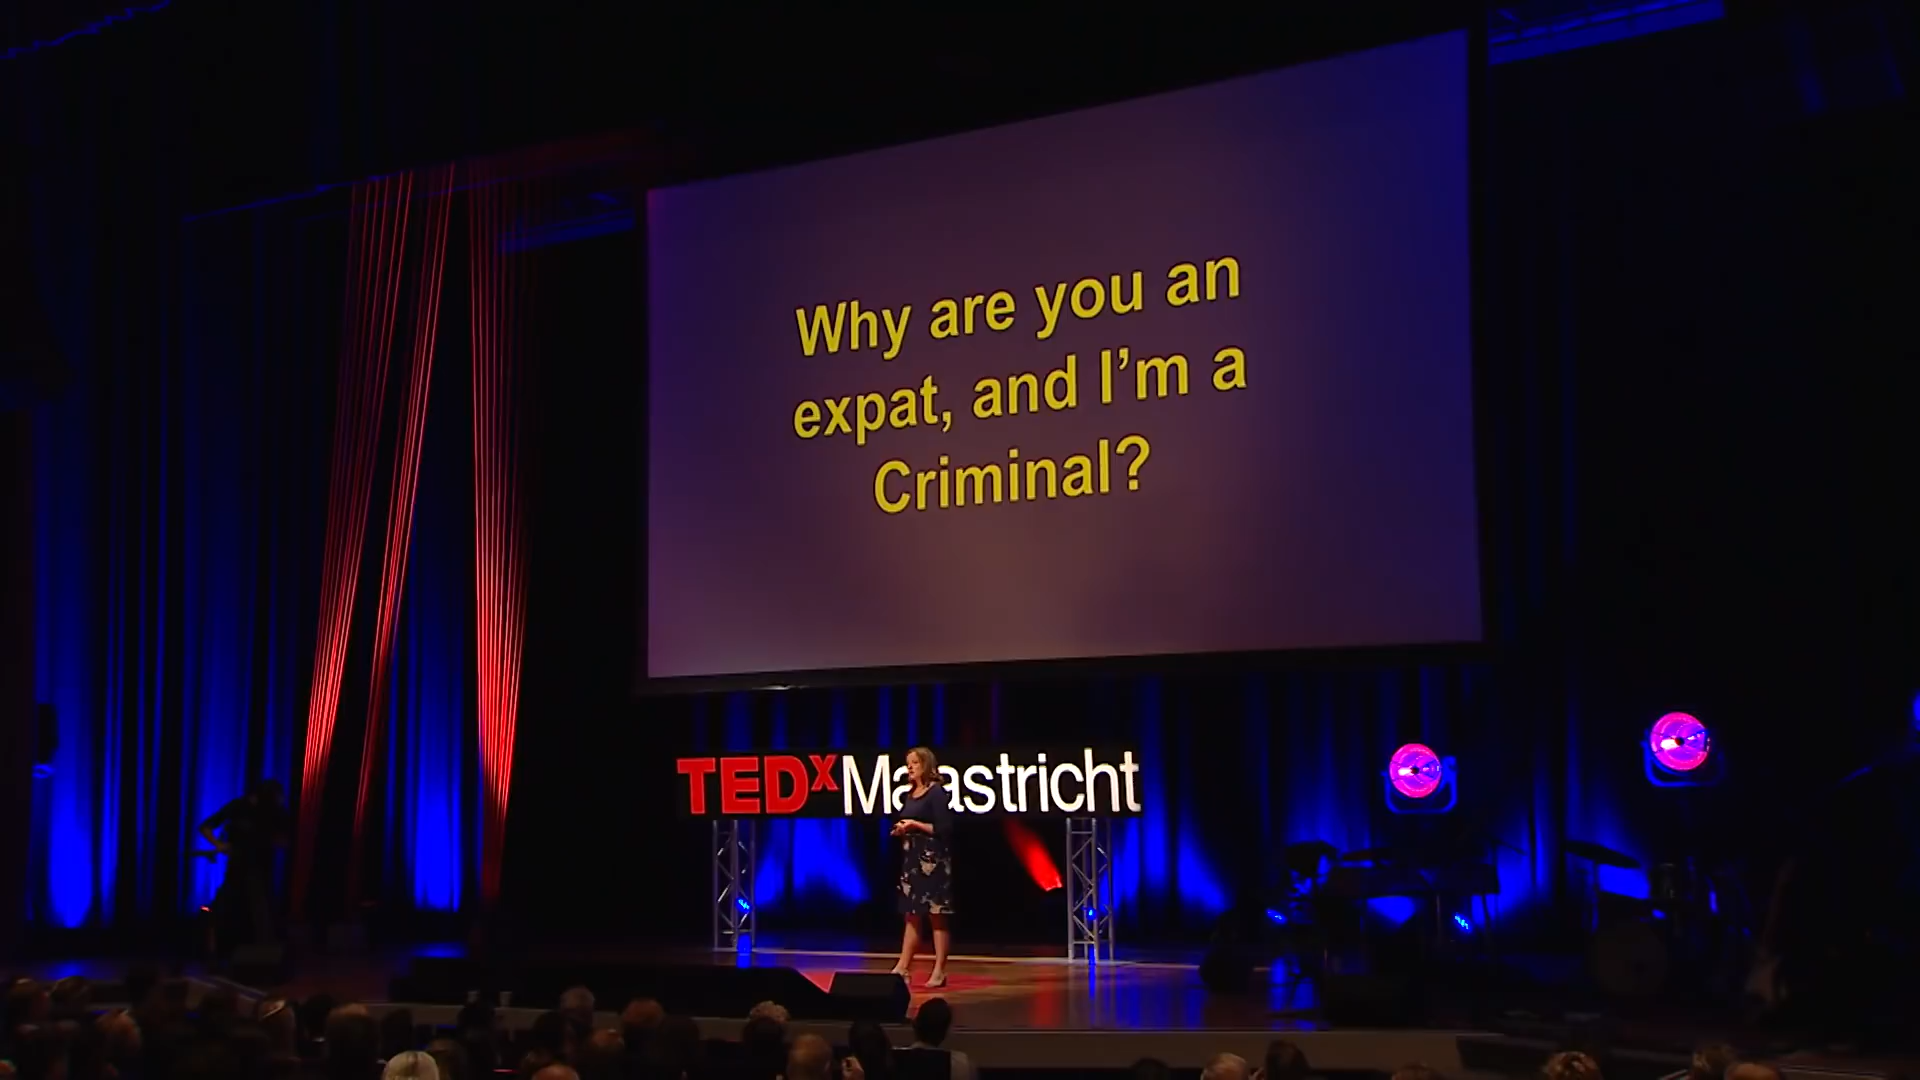 Why are you an
expat, and I'm a
Criminal?
TEDxMaastricht